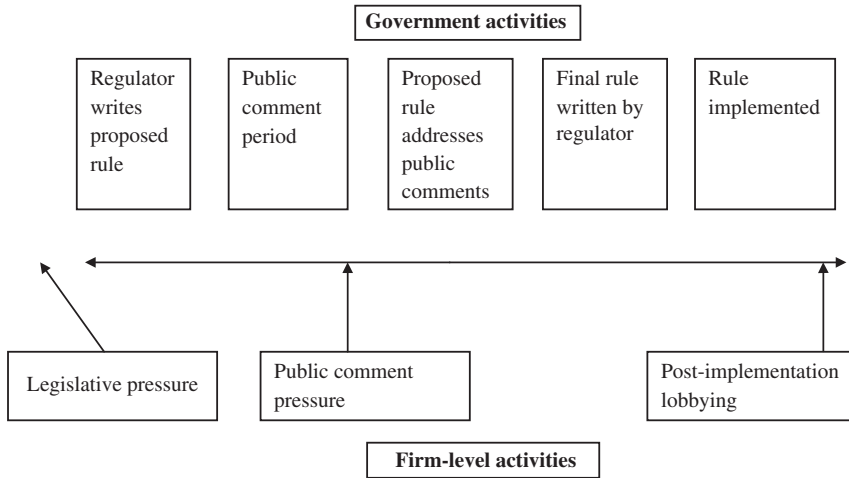 Government activities
Regulator
writes
proposed
rule
Public
comment
period
Proposed
rule
addresses
public
comments
Final rule
written by
regulator
Rule
implemented
Legislative pressure
Public comment
pressure
Post-implementation
lobbying
Firm-level activities